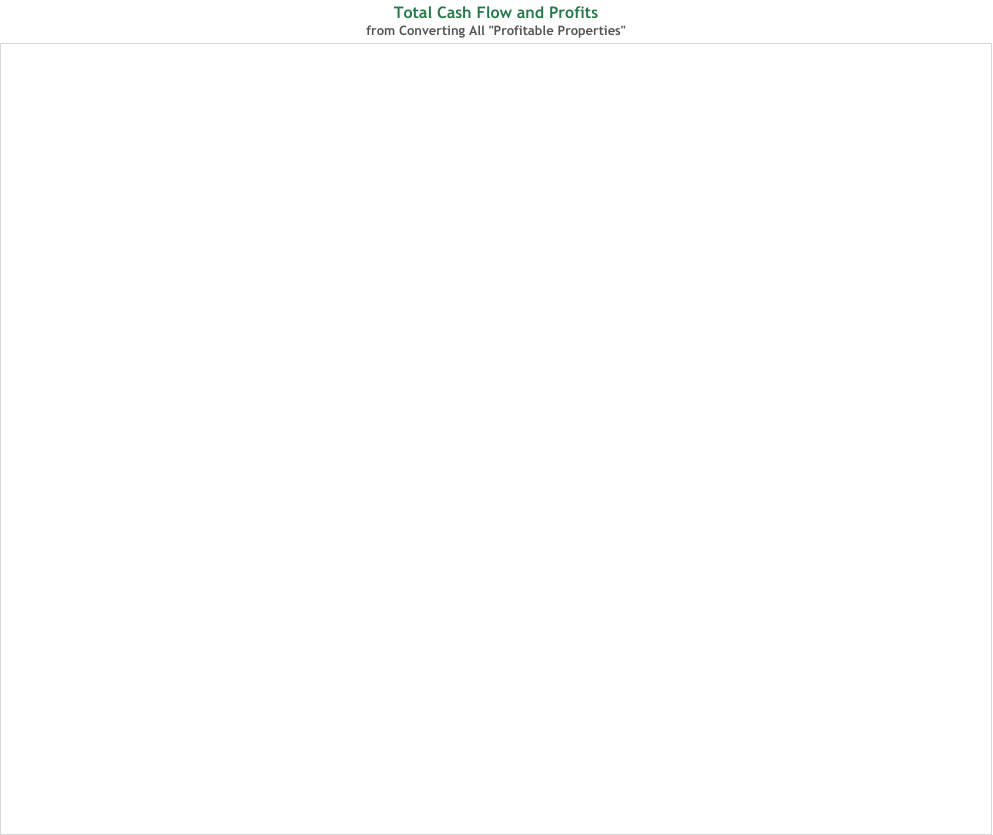 Total Cash Flow and Profits
from Converting All "Profitable Properties"